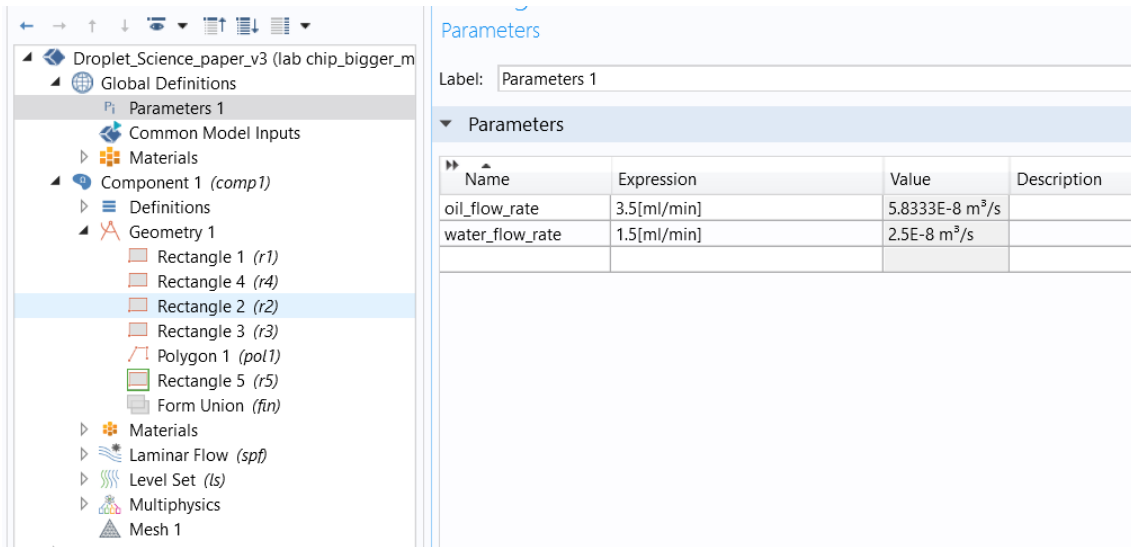 Parameters
Droplet_Science_paper_v3 (lab chip_bigger_m
Global Definitions
Pi Parameters 1
Common Model Inputs
Materials
Component 1 (comp1)
Definitions
Geometry 1
Rectangle 1 (r1)
Rectangle 4 (r4)
Rectangle 2 (r2)
Rectangle 3 (r3)
Polygon 1 (pol1)
Rectangle 5 (r5)
Form Union (fin)
Materials
Laminar Flow (spf)
Level Set (ls)
Multiphysics
Mesh 1
Label: Parameters 1
Parameters
Name Expression Value Description
oil_flow_rate 3.5[ml/min] 5.8333E-8 m³/s
water_flow_rate 1.5[ml/min] 2.5E-8 m³/s